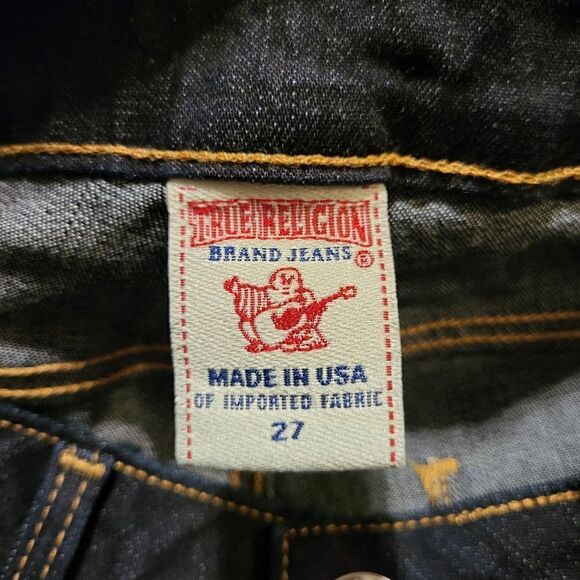 TRUE RELIGION
BRAND JEANS ®
MADE IN USA
OF IMPORTED FABRIC
27